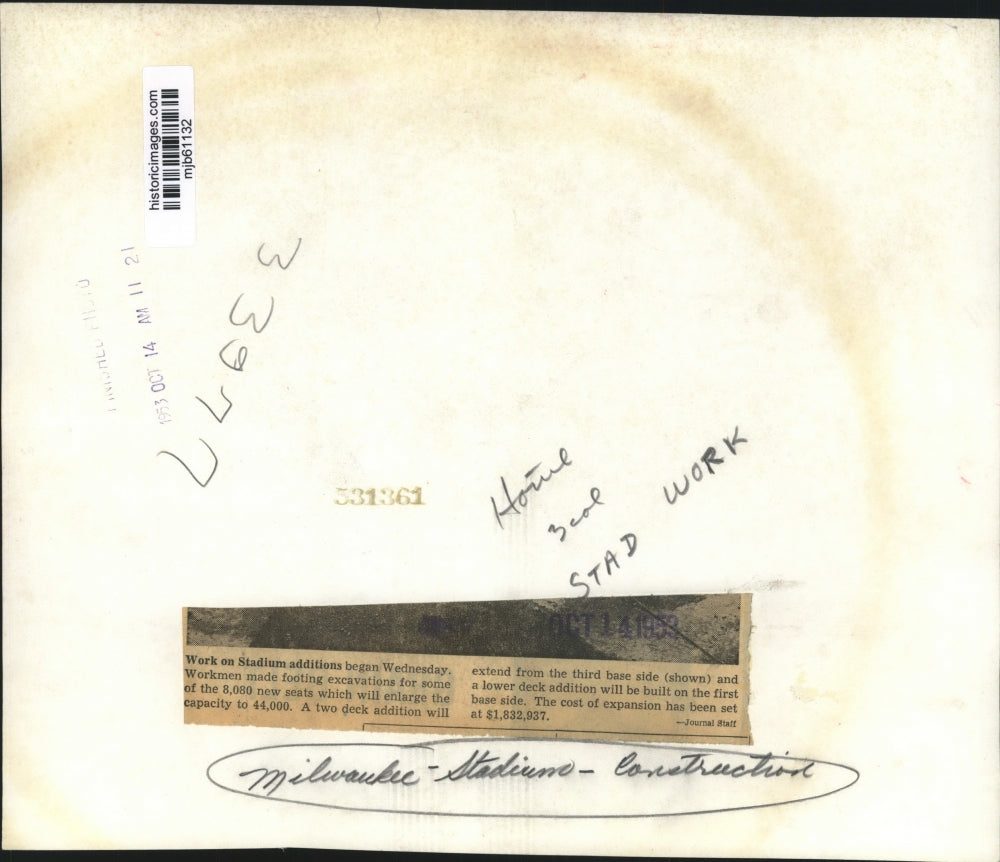 historicimages.com
mjb61132
1953 OCT 14 AM 11 21
531361
Home
3 col
STAD WORK
OCT 14 1953
Work on Stadium additions began Wednesday.
Workmen made footing excavations for some
of the 8,080 new seats which will enlarge the
capacity to 44,000. A two deck addition will
extend from the third base side (shown) and
a lower deck addition will be built on the first
base side. The cost of expansion has been set
at $1,832,937.
—Journal Staff
Milwaukee - Stadium - Construction